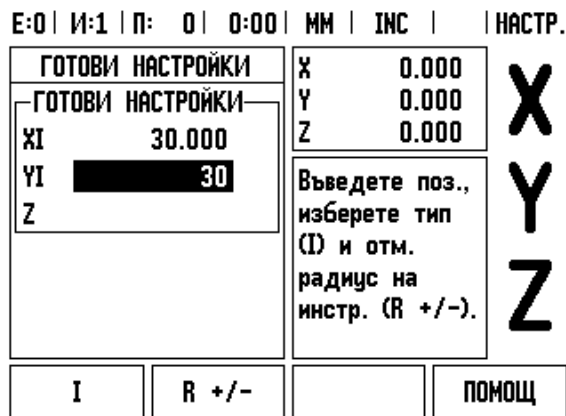 Е:0 | И:1 | П: 0 | 0:00 | MM | INC | | НАСТР.
ГОТОВИ НАСТРОЙКИ
ГОТОВИ НАСТРОЙКИ
XI 30.000
YI 30
Z
X 0.000
Y 0.000
Z 0.000
Въведете поз.,
изберете тип
(I) и отм.
радиус на
инстр. (R +/-).
X
Y
Z
I R +/- ПОМОЩ